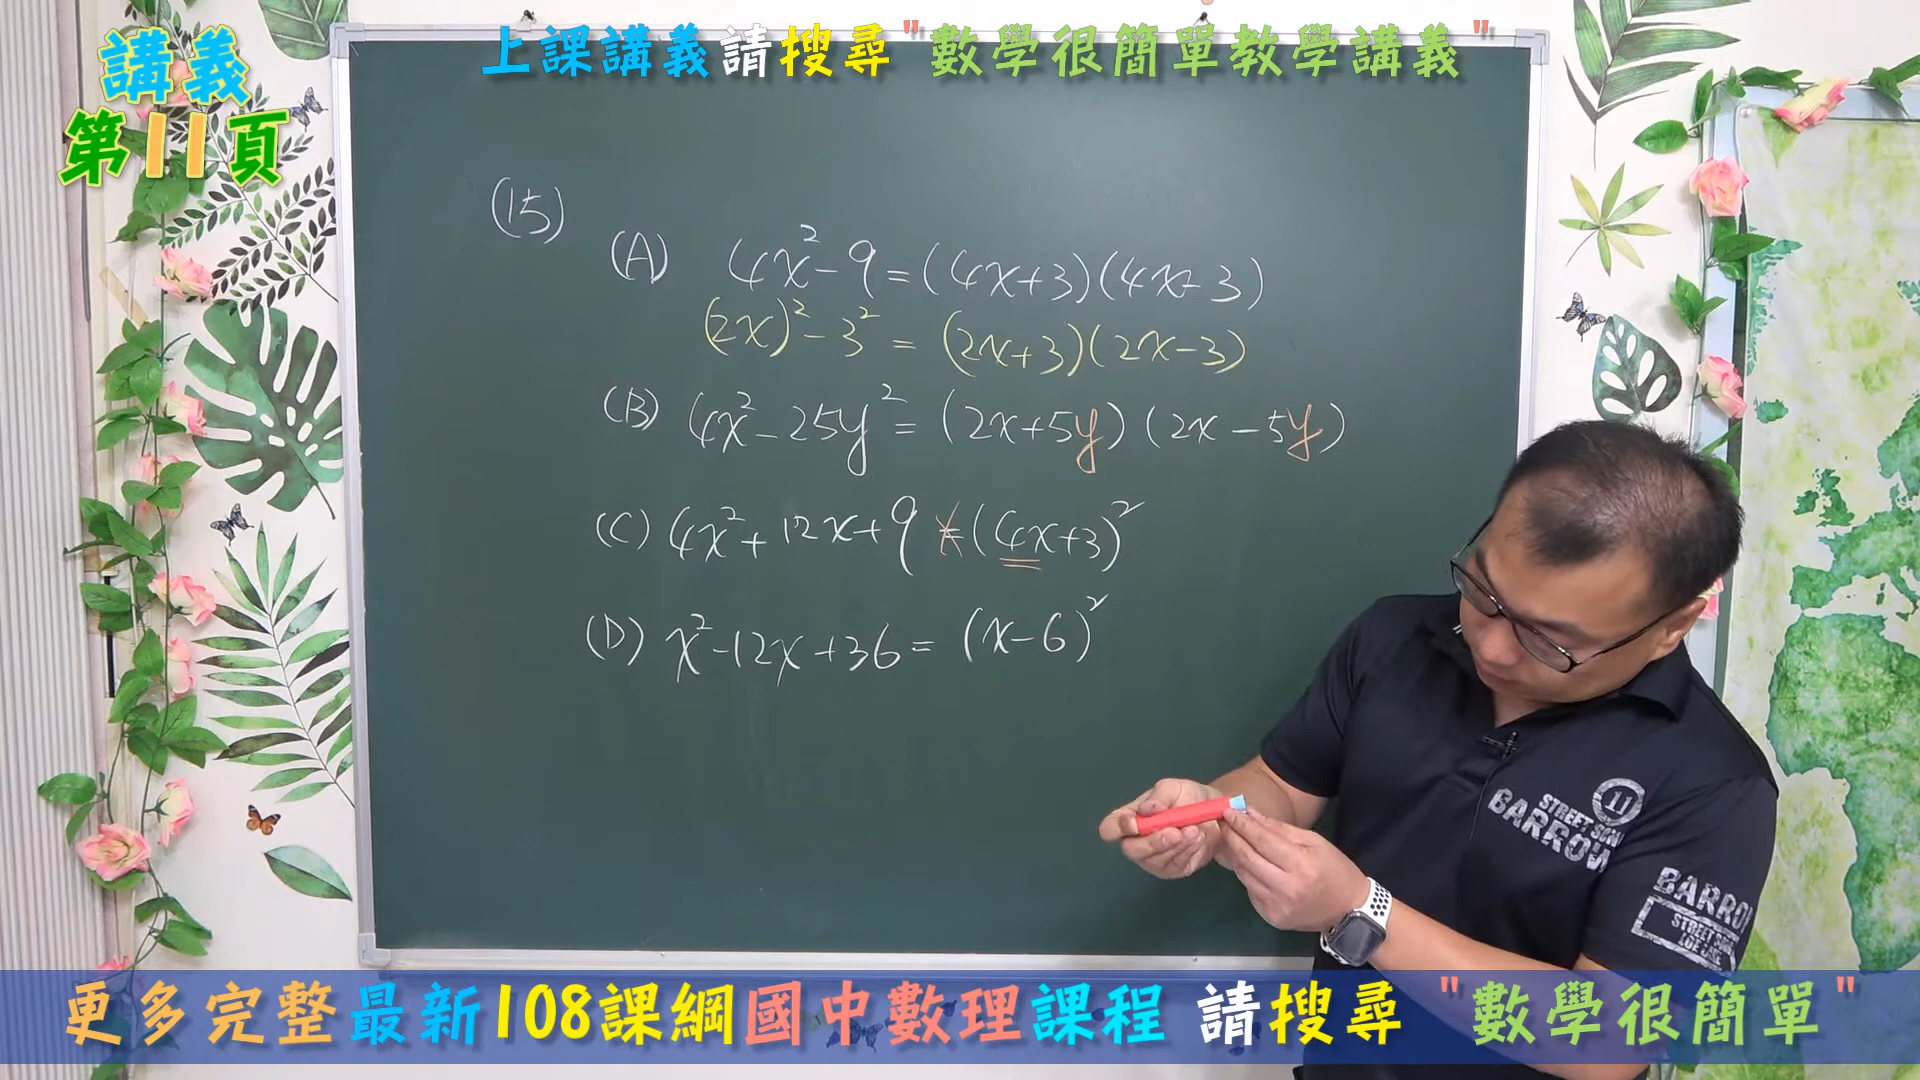 上課講義請搜尋"數學很簡單教學講義"
講義
第11頁
(15)
(A) 4x²-9=(4x+3)(4x-3)
(2x)²-3²=(2x+3)(2x-3)
(B) 4x²-25y²=(2x+5y)(2x-5y)
(C) 4x²+12x+9≠(4x+3)²
(D) x²-12x+36=(x-6)²
11
STREET
BARROW
BARRO
STREET
更多完整最新108課綱國中數理課程 請搜尋 "數學很簡單"